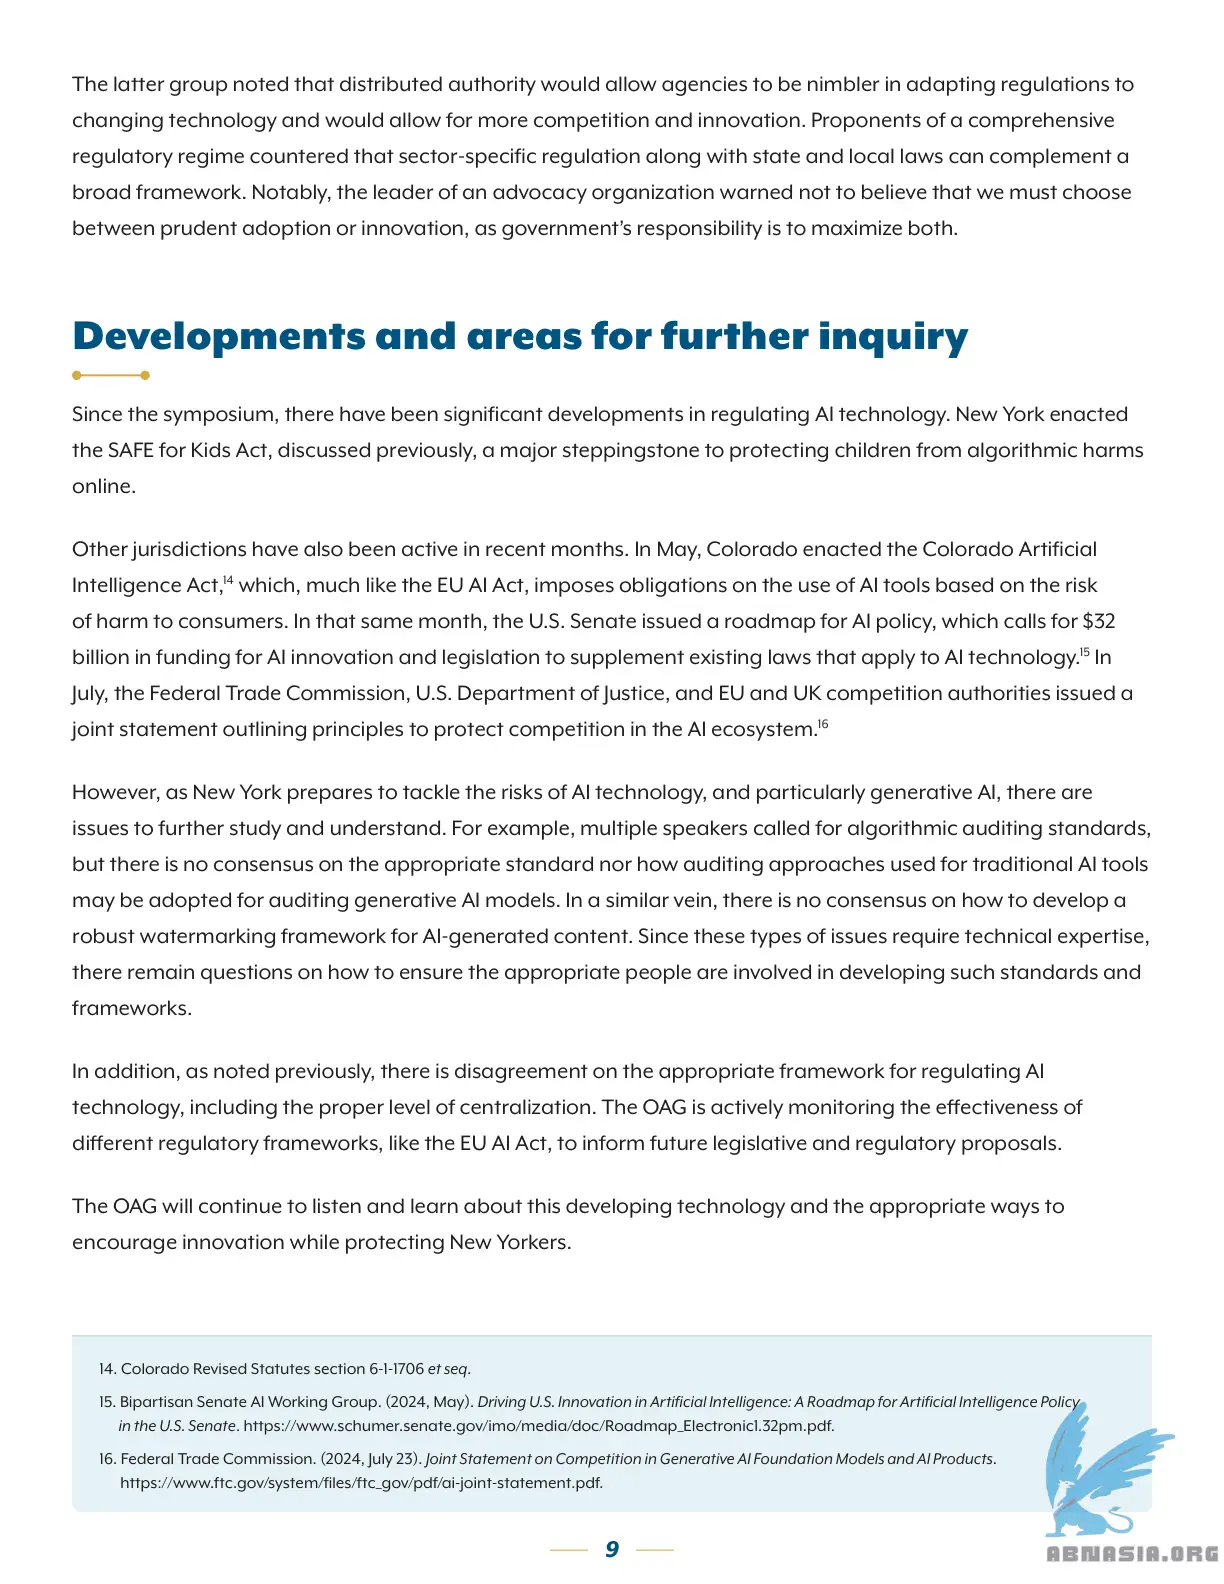 The latter group noted that distributed authority would allow agencies to be nimbler in adapting regulations to
changing technology and would allow for more competition and innovation. Proponents of a comprehensive
regulatory regime countered that sector-specific regulation along with state and local laws can complement a
broad framework. Notably, the leader of an advocacy organization warned not to believe that we must choose
between prudent adoption or innovation, as government’s responsibility is to maximize both.
Developments and areas for further inquiry
Since the symposium, there have been significant developments in regulating AI technology. New York enacted
the SAFE for Kids Act, discussed previously, a major steppingstone to protecting children from algorithmic harms
online.
Other jurisdictions have also been active in recent months. In May, Colorado enacted the Colorado Artificial
Intelligence Act,14 which, much like the EU AI Act, imposes obligations on the use of AI tools based on the risk
of harm to consumers. In that same month, the U.S. Senate issued a roadmap for AI policy, which calls for $32
billion in funding for AI innovation and legislation to supplement existing laws that apply to AI technology.15 In
July, the Federal Trade Commission, U.S. Department of Justice, and EU and UK competition authorities issued a
joint statement outlining principles to protect competition in the AI ecosystem.16
However, as New York prepares to tackle the risks of AI technology, and particularly generative AI, there are
issues to further study and understand. For example, multiple speakers called for algorithmic auditing standards,
but there is no consensus on the appropriate standard nor how auditing approaches used for traditional AI tools
may be adopted for auditing generative AI models. In a similar vein, there is no consensus on how to develop a
robust watermarking framework for AI-generated content. Since these types of issues require technical expertise,
there remain questions on how to ensure the appropriate people are involved in developing such standards and
frameworks.
In addition, as noted previously, there is disagreement on the appropriate framework for regulating AI
technology, including the proper level of centralization. The OAG is actively monitoring the effectiveness of
different regulatory frameworks, like the EU AI Act, to inform future legislative and regulatory proposals.
The OAG will continue to listen and learn about this developing technology and the appropriate ways to
encourage innovation while protecting New Yorkers.
14. Colorado Revised Statutes section 6-1-1706 et seq.
15. Bipartisan Senate AI Working Group. (2024, May). Driving U.S. Innovation in Artificial Intelligence: A Roadmap for Artificial Intelligence Policy
in the U.S. Senate. https://www.schumer.senate.gov/imo/media/doc/Roadmap_Electronic1.32pm.pdf.
16. Federal Trade Commission. (2024, July 23). Joint Statement on Competition in Generative AI Foundation Models and AI Products.
https://www.ftc.gov/system/files/ftc_gov/pdf/ai-joint-statement.pdf.
9
ABNASIA.ORG